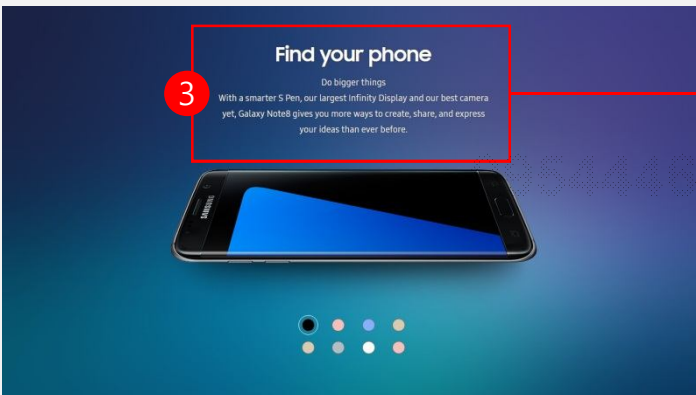 Find your phone
Do bigger things
3
With a smarter S Pen, our largest Infinity Display and our best camera
yet, Galaxy Note8 gives you more ways to create, share, and express
your ideas than ever before.
SAMSUNG